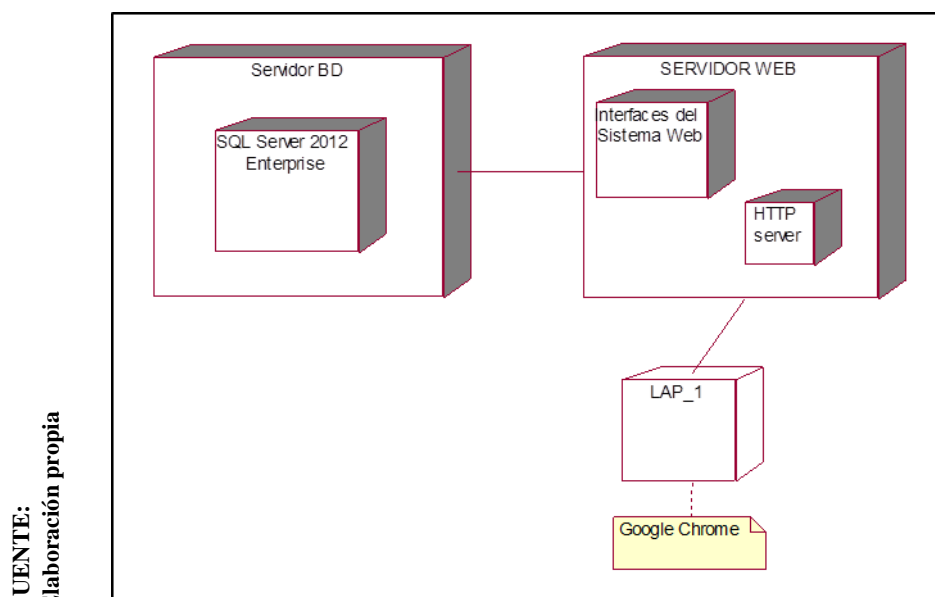 Servidor BD
SQL Server 2012
Enterprise
SERVIDOR WEB
Interfaces del
Sistema Web
HTTP
server
LAP_1
Google Chrome
UENTE:
laboración propia